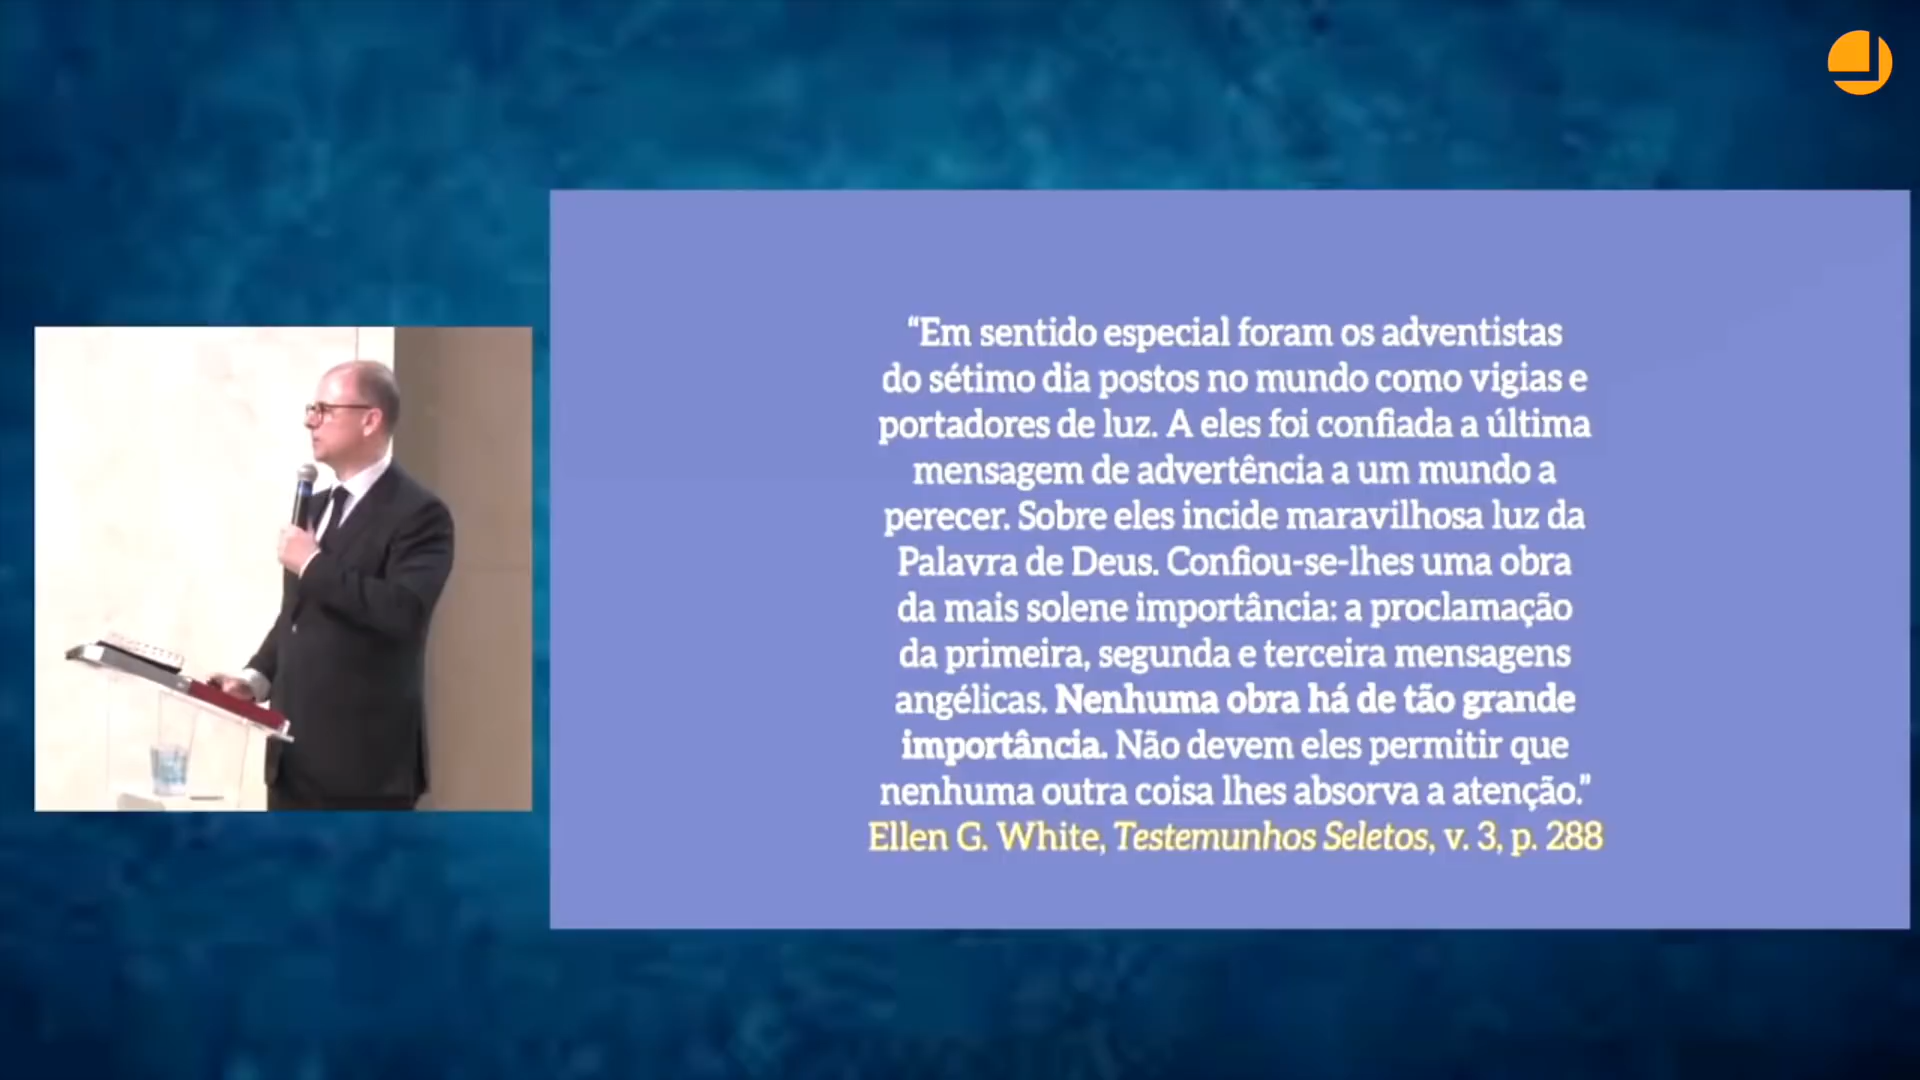 “Em sentido especial foram os adventistas
do sétimo dia postos no mundo como vigias e
portadores de luz. A eles foi confiada a última
mensagem de advertência a um mundo a
perecer. Sobre eles incide maravilhosa luz da
Palavra de Deus. Confiou-se-lhes uma obra
da mais solene importância: a proclamação
da primeira, segunda e terceira mensagens
angélicas. Nenhuma obra há de tão grande
importância. Não devem eles permitir que
nenhuma outra coisa lhes absorva a atenção.”
Ellen G. White, Testemunhos Seletos, v. 3, p. 288